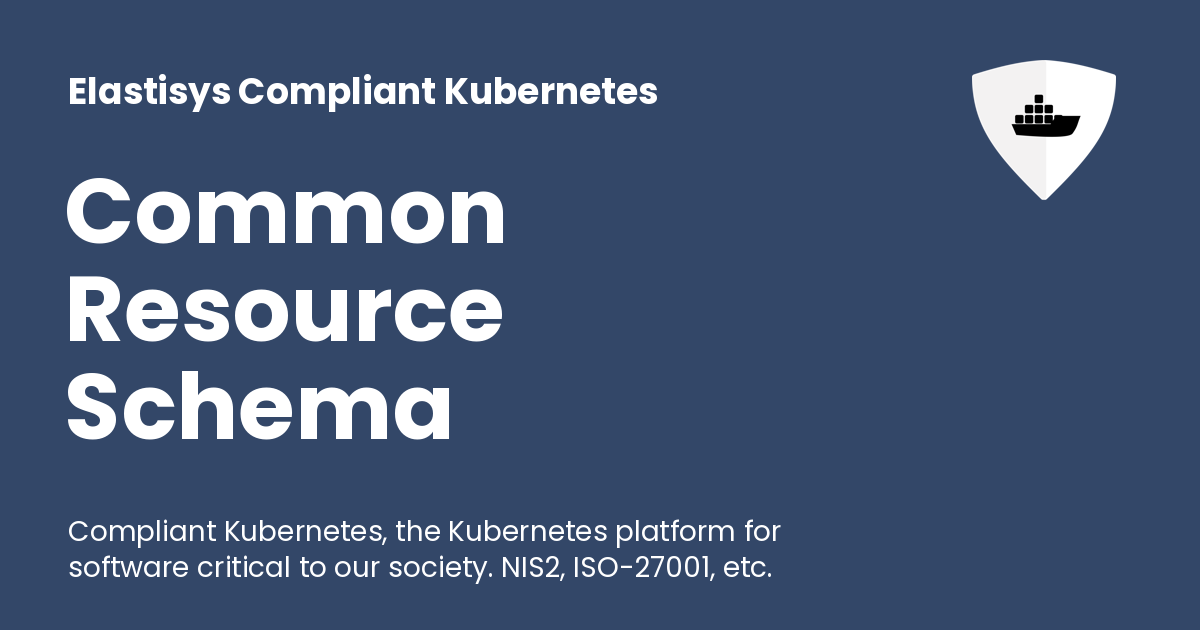 Elastisys Compliant Kubernetes
Common
Resource
Schema
Compliant Kubernetes, the Kubernetes platform for
software critical to our society. NIS2, ISO-27001, etc.